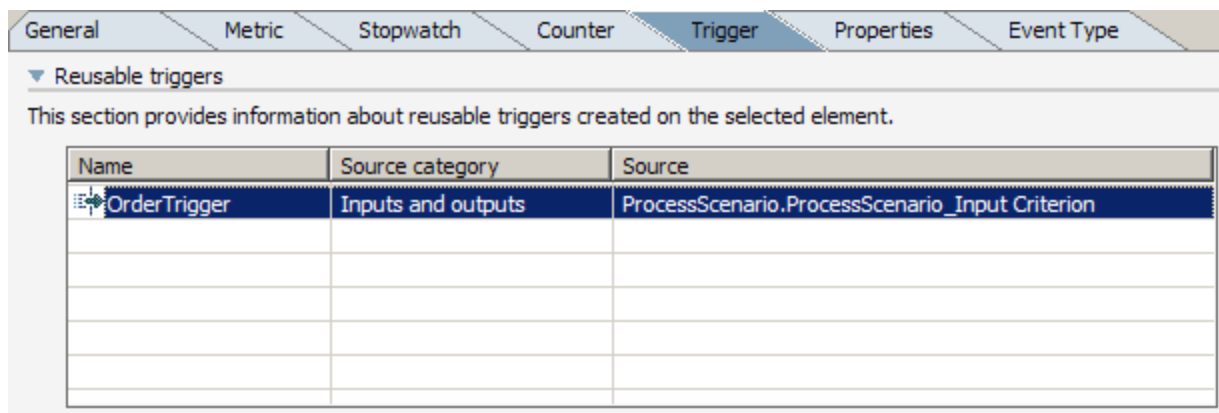 General Metric Stopwatch Counter Trigger Properties Event Type
Reusable triggers
This section provides information about reusable triggers created on the selected element.
Name Source category Source
OrderTrigger Inputs and outputs ProcessScenario.ProcessScenario_Input Criterion